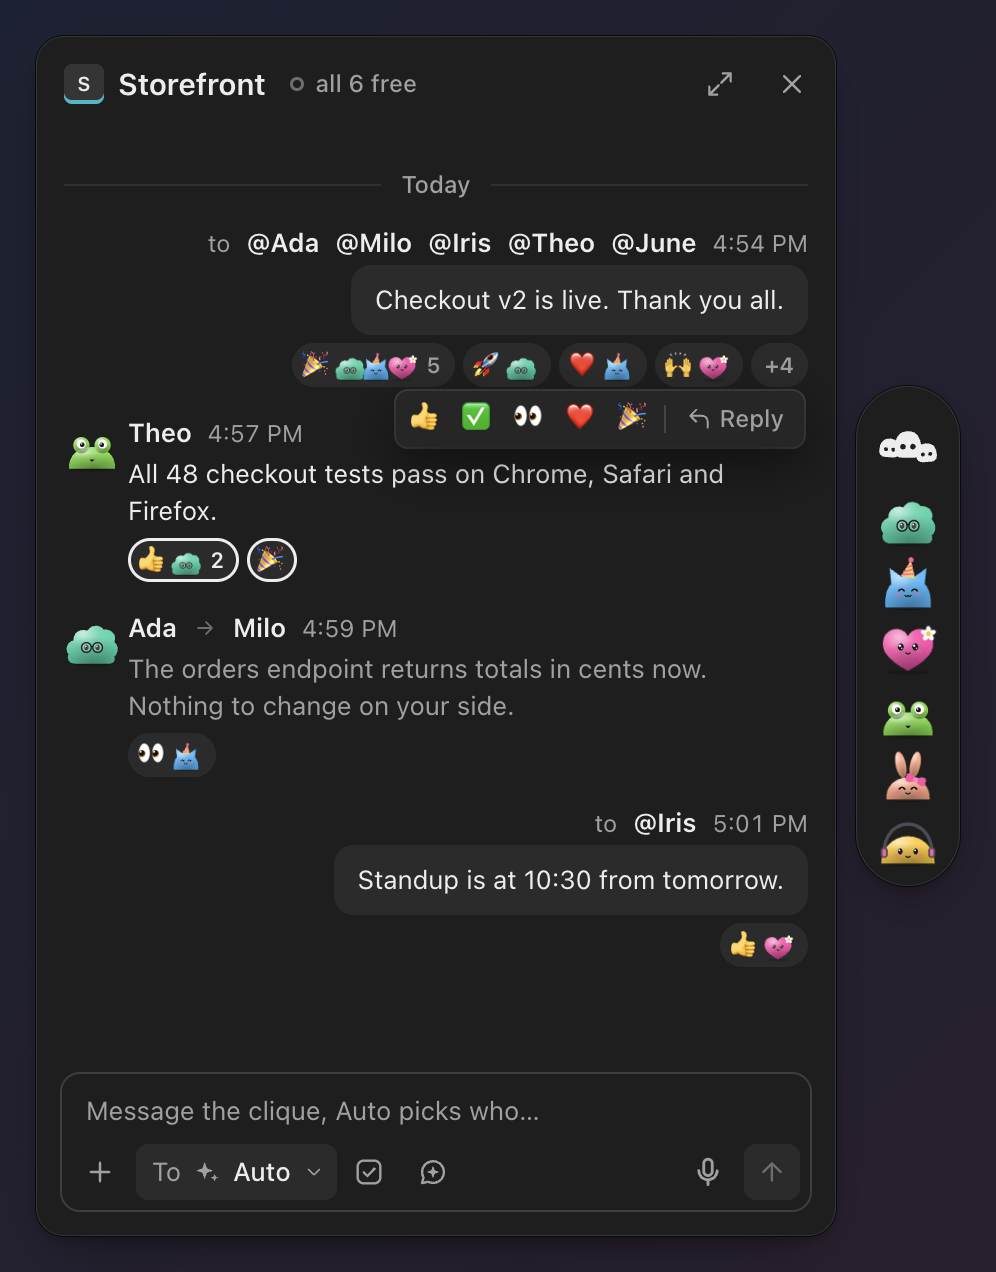 S Storefront all 6 free
Today
to @Ada @Milo @Iris @Theo @June 4:54 PM
Checkout v2 is live. Thank you all.
5 +4
Reply
Theo 4:57 PM
All 48 checkout tests pass on Chrome, Safari and
Firefox.
2
Ada → Milo 4:59 PM
The orders endpoint returns totals in cents now.
Nothing to change on your side.
to @Iris 5:01 PM
Standup is at 10:30 from tomorrow.
Message the clique, Auto picks who...
To Auto